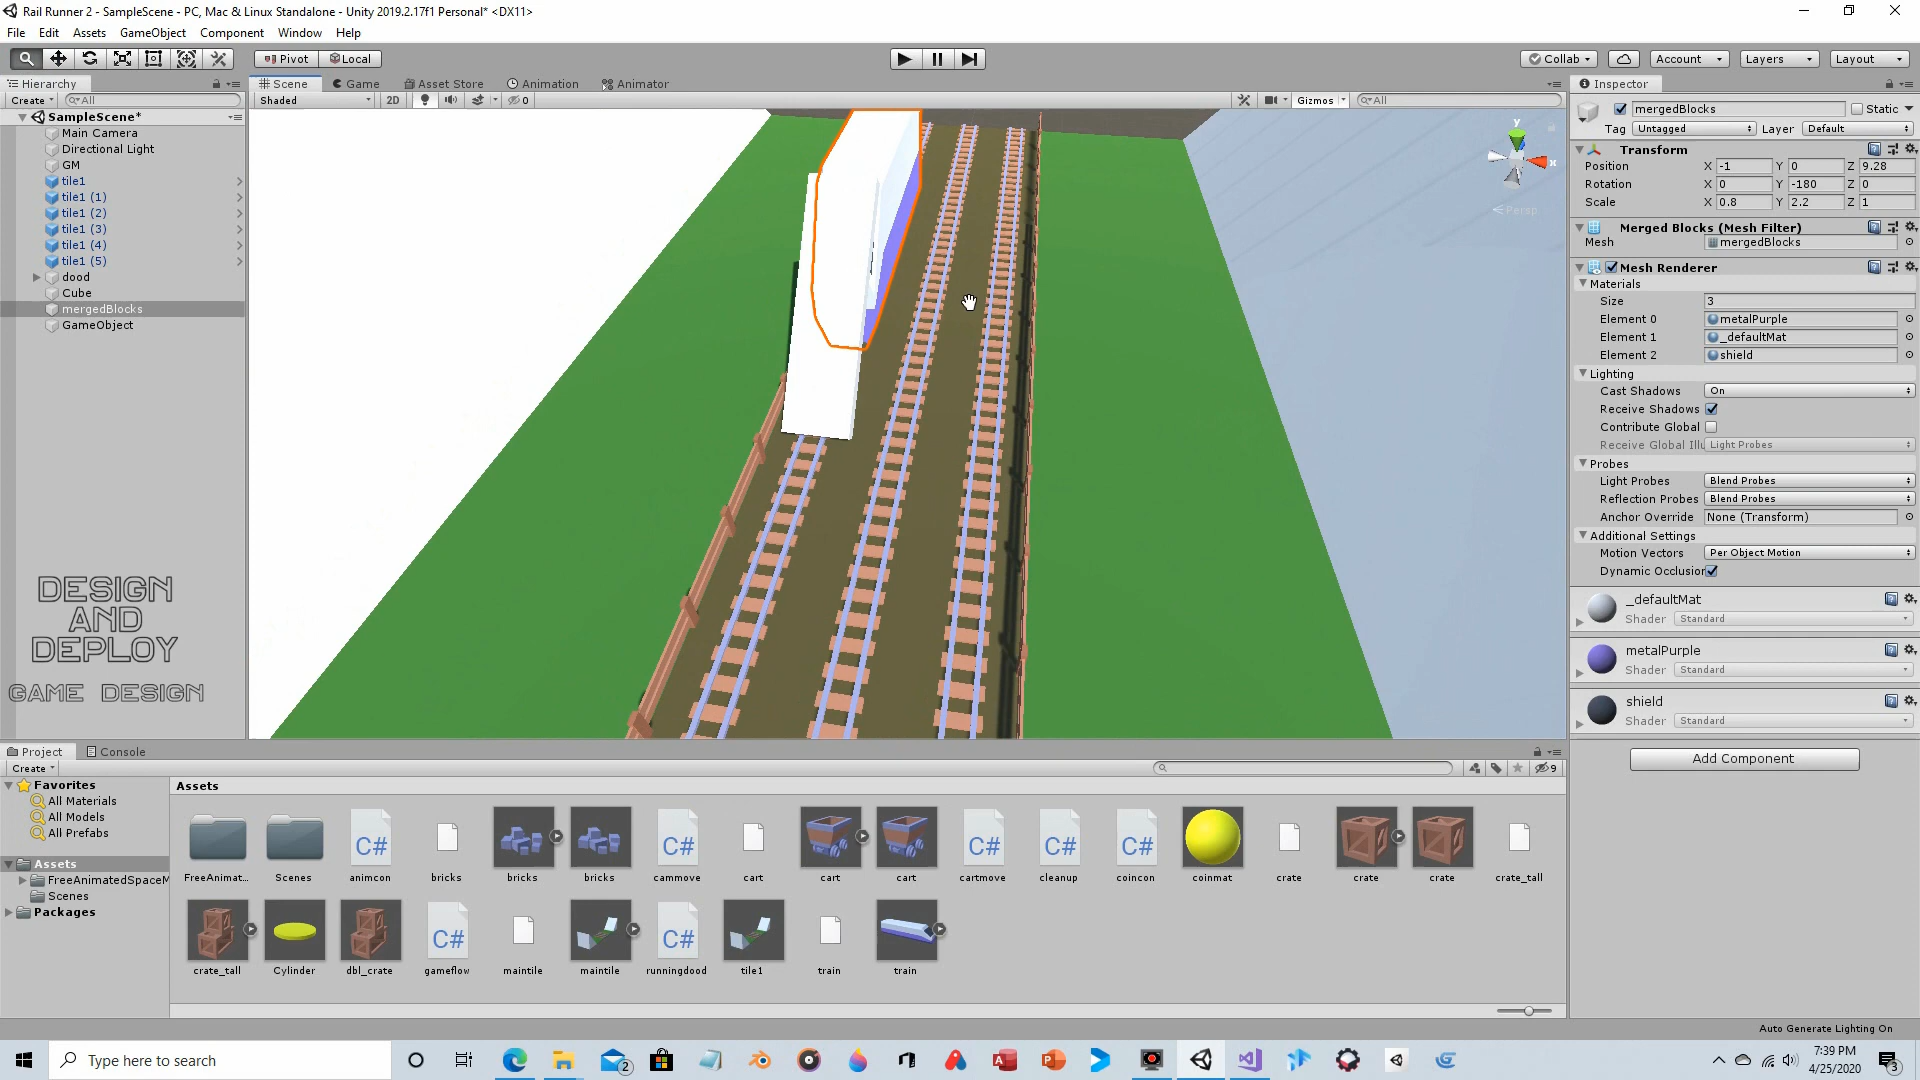 Rail Runner 2 - SampleScene - PC, Mac & Linux Standalone - Unity 2019.2.17f1 Personal* <DX11>
File Edit Assets GameObject Component Window Help
Pivot Local Collab Account Layers Layout
Hierarchy Scene Game Asset Store Animation Animator Inspector
Create All Shaded 2D 0 Gizmos All
SampleScene*
Main Camera
Directional Light
GM
tile1
tile1 (1)
tile1 (2)
tile1 (3)
tile1 (4)
tile1 (5)
dood
Cube
mergedBlocks
GameObject
DESIGN
AND
DEPLOY
GAME DESIGN
y
x
Persp
mergedBlocks Static
Tag Untagged Layer Default
Transform
Position X -1 Y 0 Z 9.28
Rotation X 0 Y -180 Z 0
Scale X 0.8 Y 2.2 Z 1
Merged Blocks (Mesh Filter)
Mesh mergedBlocks
Mesh Renderer
Materials
Size 3
Element 0 metalPurple
Element 1 _defaultMat
Element 2 shield
Lighting
Cast Shadows On
Receive Shadows
Contribute Global
Receive Global Illu Light Probes
Probes
Light Probes Blend Probes
Reflection Probes Blend Probes
Anchor Override None (Transform)
Additional Settings
Motion Vectors Per Object Motion
Dynamic Occlusion
_defaultMat
Shader Standard
metalPurple
Shader Standard
shield
Shader Standard
Add Component
Project Console
Create 9
Favorites
All Materials
All Models
All Prefabs
Assets
FreeAnimatedSpaceM
Scenes
Packages
Assets
C# C# C# C# C#
FreeAnimat... Scenes animcon bricks bricks bricks cammove cart cart cart cartmove cleanup coincon coinmat crate crate crate crate_tall
C# C#
crate_tall Cylinder dbl_crate gameflow maintile maintile runningdood tile1 train train
Auto Generate Lighting On
Type here to search
2
7:39 PM
4/25/2020
3